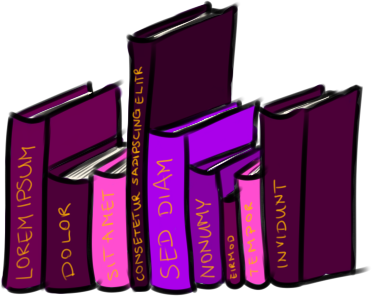 LOREM IPSUM
DOLOR
SIT AMET
CONSETETUR SADIPSCING ELITR
SED DIAM
NONUMY
EIRMOD
TEMPOR
INVIDUNT